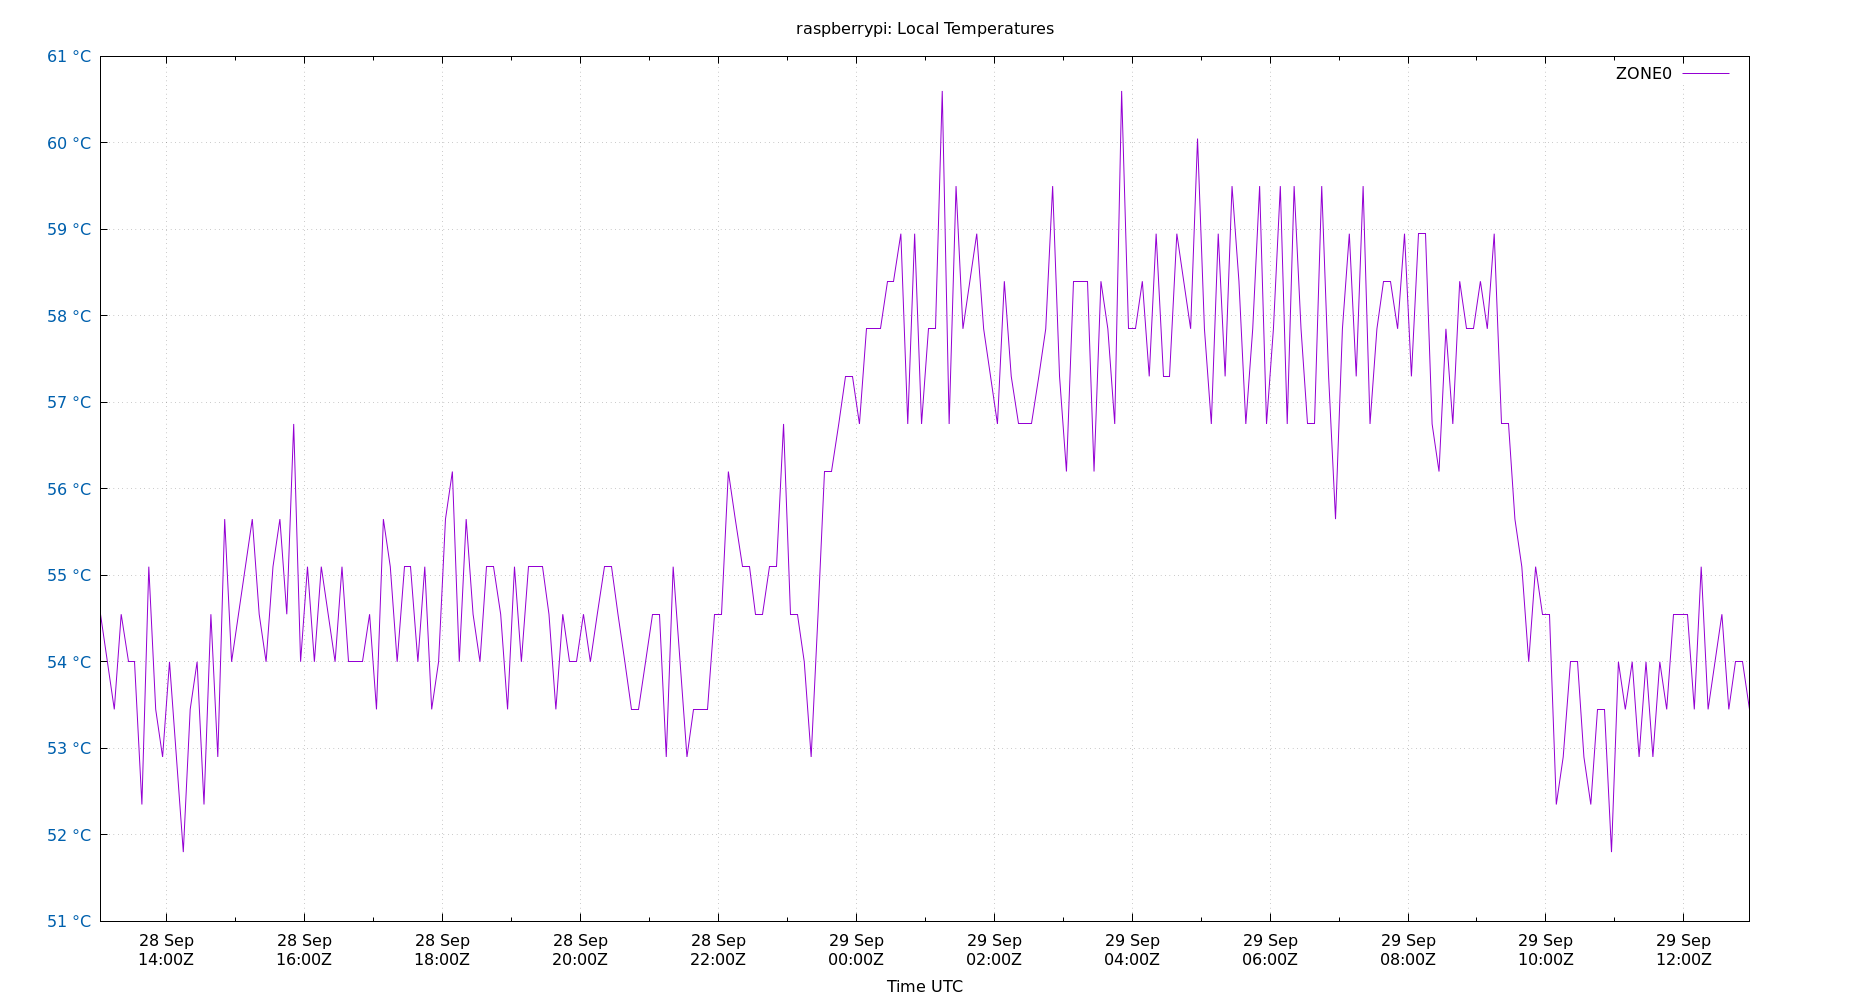 raspberrypi: Local Temperatures
61 °C
ZONE0
60 °C
59 °C
58 °C
57 °C
56 °C
55 °C
54 °C
53 °C
52 °C
51 °C
28 Sep 28 Sep 28 Sep 28 Sep 28 Sep 29 Sep 29 Sep 29 Sep 29 Sep 29 Sep 29 Sep 29 Sep
14:00Z 16:00Z 18:00Z 20:00Z 22:00Z 00:00Z 02:00Z 04:00Z 06:00Z 08:00Z 10:00Z 12:00Z
Time UTC